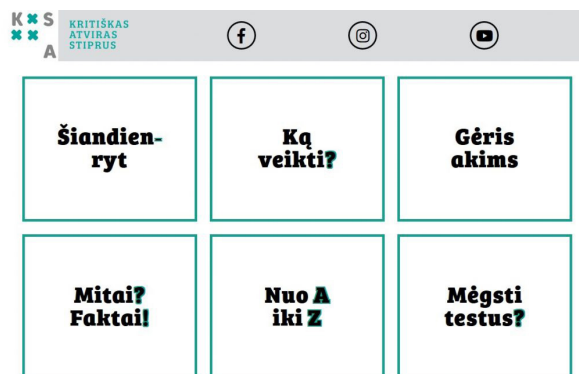 K S
A
KRITIŠKAS
ATVIRAS
STIPRUS
Šiandien-
ryt
Ką
veikti?
Gėris
akims
Mitai?
Faktai!
Nuo A
iki Z
Mėgsti
testus?